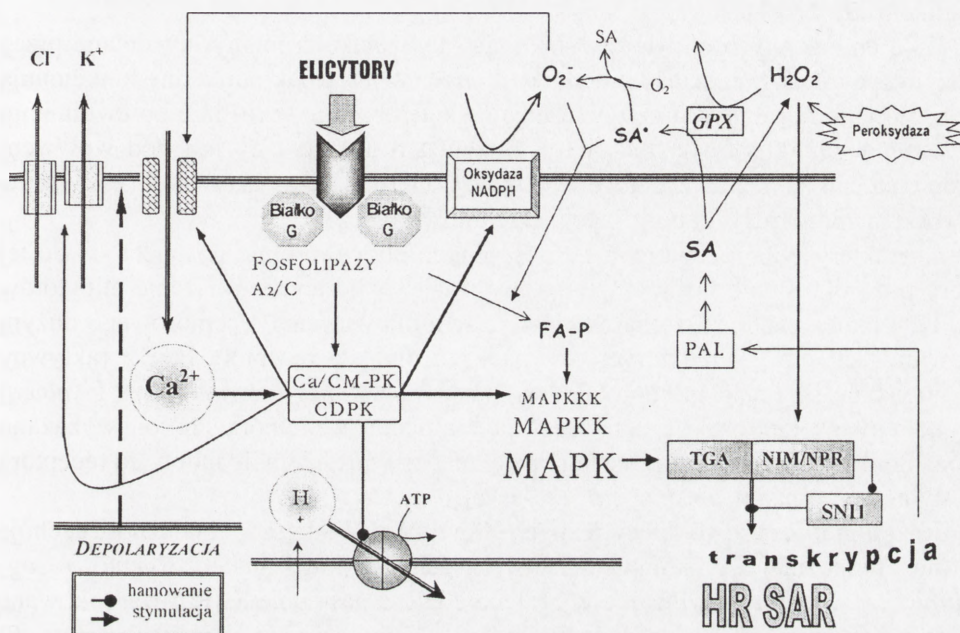 Cl⁻
K⁺
ELICYTORY
SA
O₂⁻
O₂
H₂O₂
SA•
GPX
Peroksydaza
Oksydaza
NADPH
Białko
G
Białko
G
FOSFOLIPAZY
A₂/C
SA
FA-P
PAL
Ca²⁺
Ca/CM-PK
CDPK
MAPKKK
MAPKK
MAPK
TGA
NIM/NPR
SNI1
H
+
ATP
DEPOLARYZACJA
transkrypcja
HR SAR
hamowanie
stymulacja